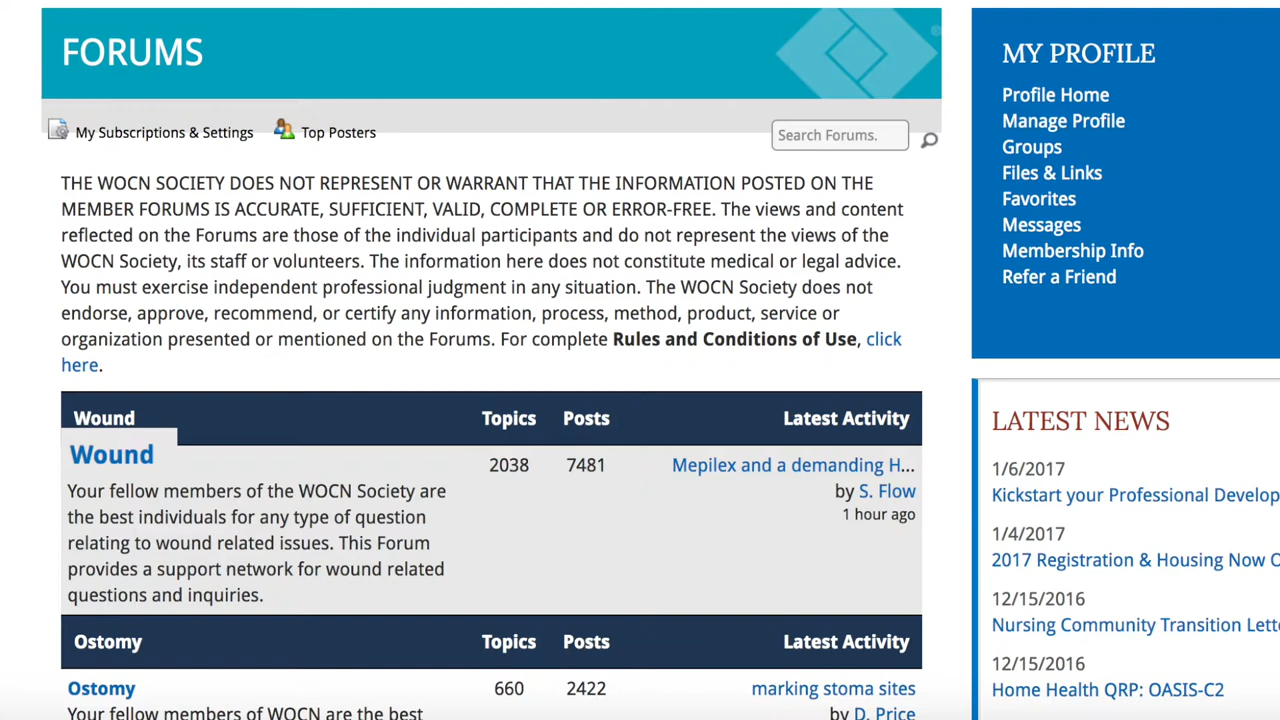 FORUMS
My Subscriptions & Settings
Top Posters
Search Forums.
THE WOCN SOCIETY DOES NOT REPRESENT OR WARRANT THAT THE INFORMATION POSTED ON THE
MEMBER FORUMS IS ACCURATE, SUFFICIENT, VALID, COMPLETE OR ERROR-FREE. The views and content
reflected on the Forums are those of the individual participants and do not represent the views of the
WOCN Society, its staff or volunteers. The information here does not constitute medical or legal advice.
You must exercise independent professional judgment in any situation. The WOCN Society does not
endorse, approve, recommend, or certify any information, process, method, product, service or
organization presented or mentioned on the Forums. For complete Rules and Conditions of Use, click
here.
Wound Topics Posts Latest Activity
Wound 2038 7481 Mepilex and a demanding H...
by S. Flow
1 hour ago
Your fellow members of the WOCN Society are
the best individuals for any type of question
relating to wound related issues. This Forum
provides a support network for wound related
questions and inquiries.
Ostomy Topics Posts Latest Activity
Ostomy 660 2422 marking stoma sites
Your fellow members of WOCN are the best
by D. Price
MY PROFILE
Profile Home
Manage Profile
Groups
Files & Links
Favorites
Messages
Membership Info
Refer a Friend
LATEST NEWS
1/6/2017
Kickstart your Professional Develop
1/4/2017
2017 Registration & Housing Now O
12/15/2016
Nursing Community Transition Lett
12/15/2016
Home Health QRP: OASIS-C2